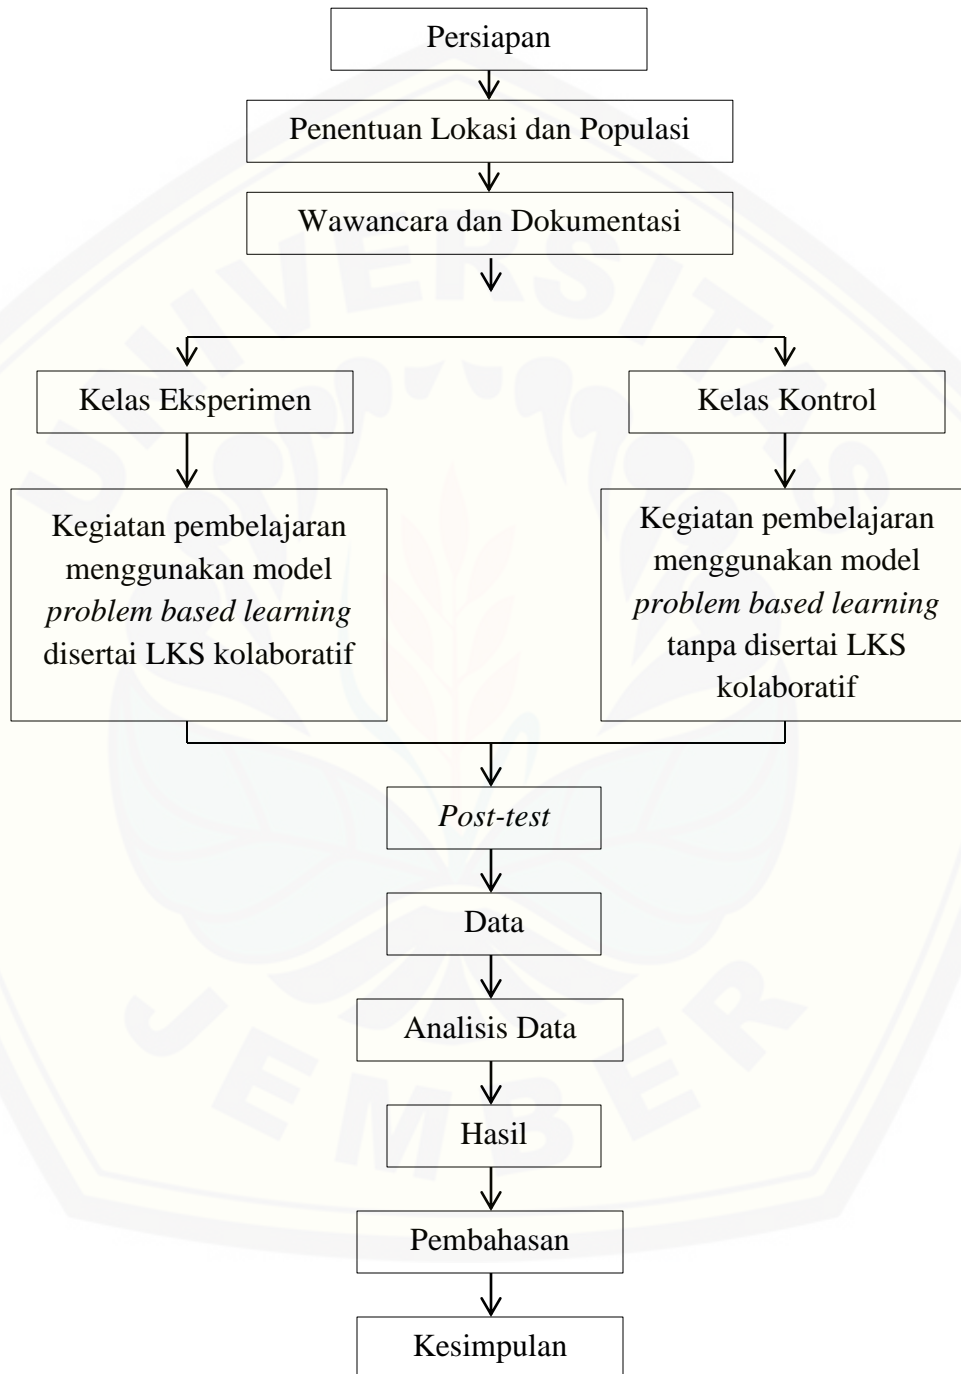 Persiapan
Penentuan Lokasi dan Populasi
Wawancara dan Dokumentasi
Kelas Eksperimen
Kelas Kontrol
Kegiatan pembelajaran
menggunakan model
problem based learning
disertai LKS kolaboratif
Kegiatan pembelajaran
menggunakan model
problem based learning
tanpa disertai LKS
kolaboratif
Post-test
Data
Analisis Data
Hasil
Pembahasan
Kesimpulan
UNIVERSITAS
JEMBER